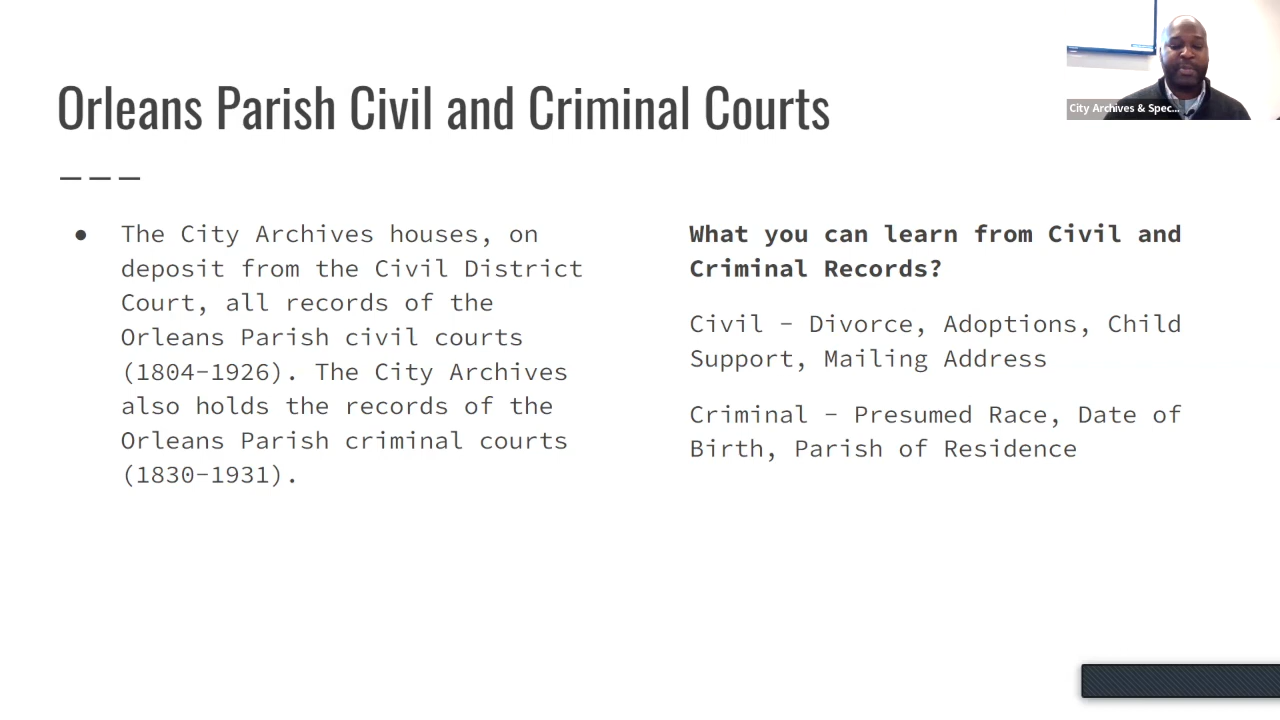 Orleans Parish Civil and Criminal Courts
City Archives & Spec...
● The City Archives houses, on
deposit from the Civil District
Court, all records of the
Orleans Parish civil courts
(1804-1926). The City Archives
also holds the records of the
Orleans Parish criminal courts
(1830-1931).
What you can learn from Civil and
Criminal Records?
Civil - Divorce, Adoptions, Child
Support, Mailing Address
Criminal - Presumed Race, Date of
Birth, Parish of Residence